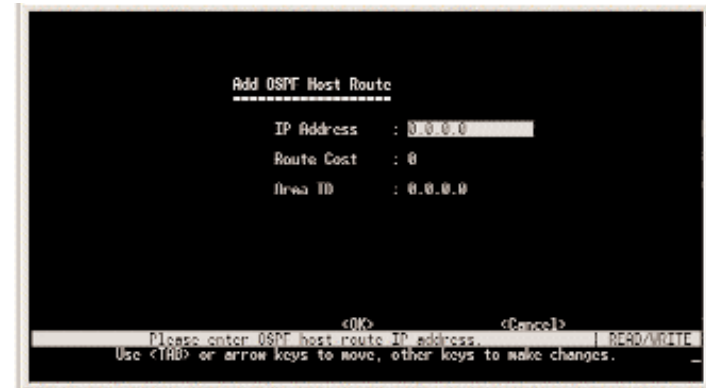 Add OSPF Host Route
IP Address : 0.0.0.0
Route Cost : 0
Area ID : 0.0.0.0
<OK> <Cancel>
Please enter OSPF host route IP address. | READ/WRITE
Use <TAB> or arrow keys to move, other keys to make changes.